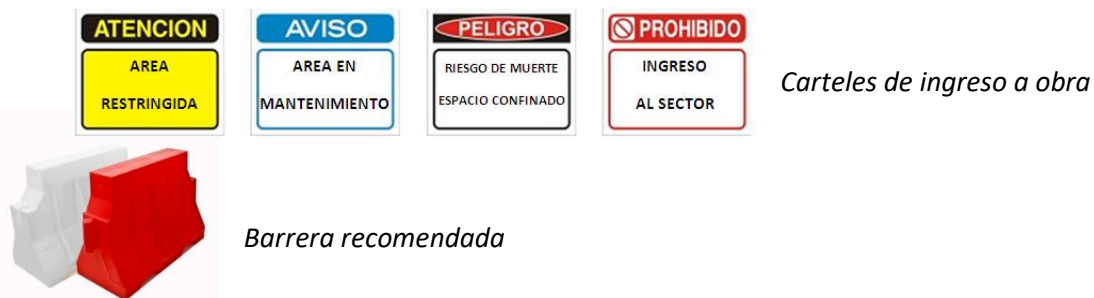 ATENCION
AREA
RESTRINGIDA
AVISO
AREA EN
MANTENIMIENTO
PELIGRO
RIESGO DE MUERTE
ESPACIO CONFINADO
PROHIBIDO
INGRESO
AL SECTOR
Carteles de ingreso a obra
Barrera recomendada